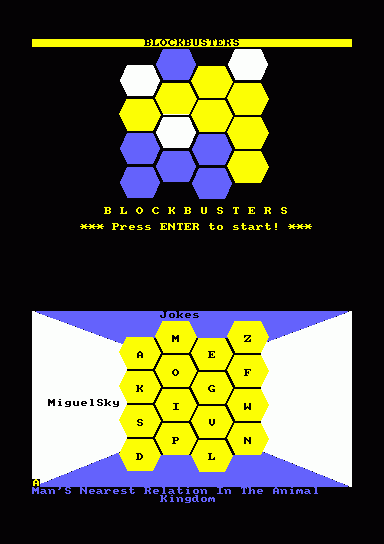 BLOCKBUSTERS
B L O C K B U S T E R S
*** Press ENTER to start! ***
Jokes
M Z
A E
O F
K G
MiguelSky
I W
S V
P N
D L
A
Man'S Nearest Relation In The Animal
Kingdom